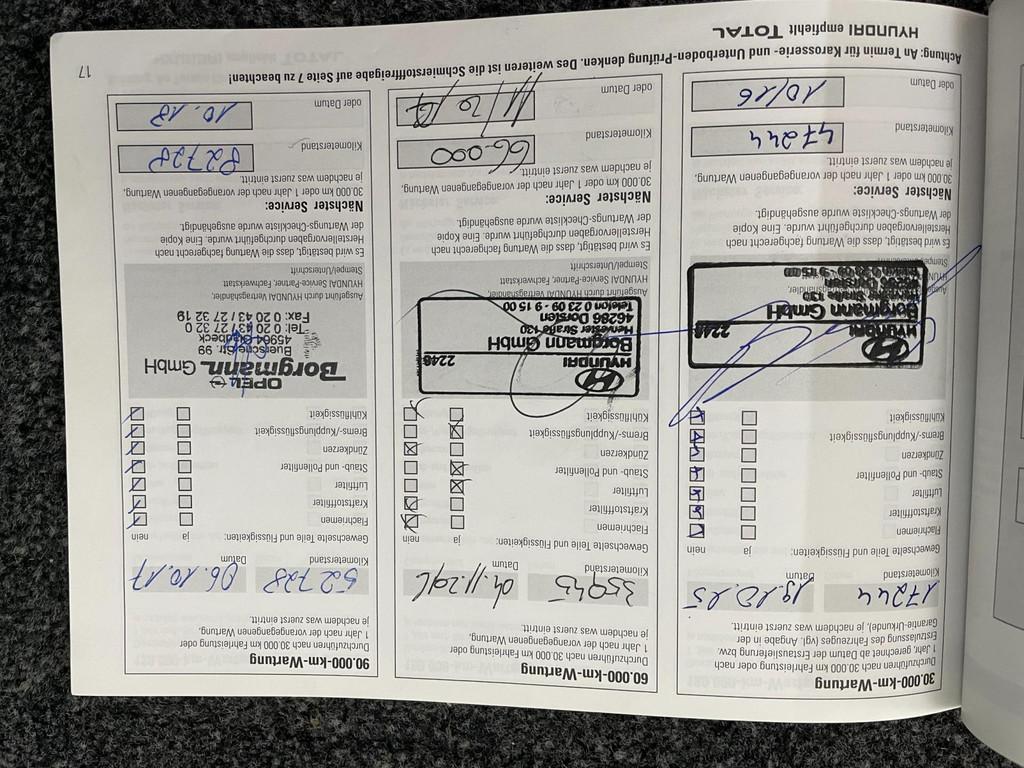 30.000-km-Wartung
Durchzuführen nach 30.000 km Fahrleistung oder nach
1 Jahr, gerechnet ab Datum der Erstauslieferung bzw.
Erstzulassung des Fahrzeuges (vgl. Angabe in der
Garantie-Urkunde), je nachdem was zuerst eintritt.
Kilometerstand Datum
17244 19.10.15
Gewechselte Teile und Flüssigkeiten: ja nein
Flachriemen
Kraftstofffilter
Luftfilter
Staub- und Pollenfilter
Zündkerzen
Brems-/Kupplungsflüssigkeit
Kühlflüssigkeit
HYUNDAI 2248
Borgmann GmbH
Es wird bestätigt, dass die Wartung fachgerecht nach
Herstellervorgaben durchgeführt wurde. Eine Kopie
der Wartungs-Checkliste wurde ausgehändigt.
Nächster Service:
30.000 km oder 1 Jahr nach der vorangegangenen Wartung,
je nachdem was zuerst eintritt.
Kilometerstand
47244
oder Datum
10/16
60.000-km-Wartung
Durchzuführen nach 30.000 km Fahrleistung oder
1 Jahr nach der vorangegangenen Wartung,
je nachdem was zuerst eintritt.
Kilometerstand Datum
35945 04.11.2016
Gewechselte Teile und Flüssigkeiten: ja nein
Flachriemen
Kraftstofffilter
Luftfilter
Staub- und Pollenfilter
Zündkerzen
Brems-/Kupplungsflüssigkeit
Kühlflüssigkeit
HYUNDAI 2248
Borgmann GmbH
Hervester Straße 130
46286 Dorsten
Telefon 0 23 69 - 9 15 00
Ausgeführt durch HYUNDAI Vertragshändler,
HYUNDAI Service-Partner, Fachwerkstatt
Stempel/Unterschrift
Es wird bestätigt, dass die Wartung fachgerecht nach
Herstellervorgaben durchgeführt wurde. Eine Kopie
der Wartungs-Checkliste wurde ausgehändigt.
Nächster Service:
30.000 km oder 1 Jahr nach der vorangegangenen Wartung,
je nachdem was zuerst eintritt.
Kilometerstand
66.000
oder Datum
90.000-km-Wartung
Durchzuführen nach 30.000 km Fahrleistung oder
1 Jahr nach der vorangegangenen Wartung,
je nachdem was zuerst eintritt.
Kilometerstand Datum
52728 06.10.17
Gewechselte Teile und Flüssigkeiten: ja nein
Flachriemen
Kraftstofffilter
Luftfilter
Staub- und Pollenfilter
Zündkerzen
Brems-/Kupplungsflüssigkeit
Kühlflüssigkeit
OPEL
Borgmann GmbH
Buersche Str. 99
45964 Gladbeck
Tel: 0 20 43 / 27 32 0
Fax: 0 20 43 / 27 32 19
Ausgeführt durch HYUNDAI Vertragshändler,
HYUNDAI Service-Partner, Fachwerkstatt
Stempel/Unterschrift
Es wird bestätigt, dass die Wartung fachgerecht nach
Herstellervorgaben durchgeführt wurde. Eine Kopie
der Wartungs-Checkliste wurde ausgehändigt.
Nächster Service:
30 000 km oder 1 Jahr nach der vorangegangenen Wartung,
je nachdem was zuerst eintritt.
Kilometerstand
82728
oder Datum
10.18
Achtung: An Termin für Karosserie- und Unterboden-Prüfung denken. Des weiteren ist die Schmierstofffreigabe auf Seite 7 zu beachten!
HYUNDAI empfiehlt TOTAL
17